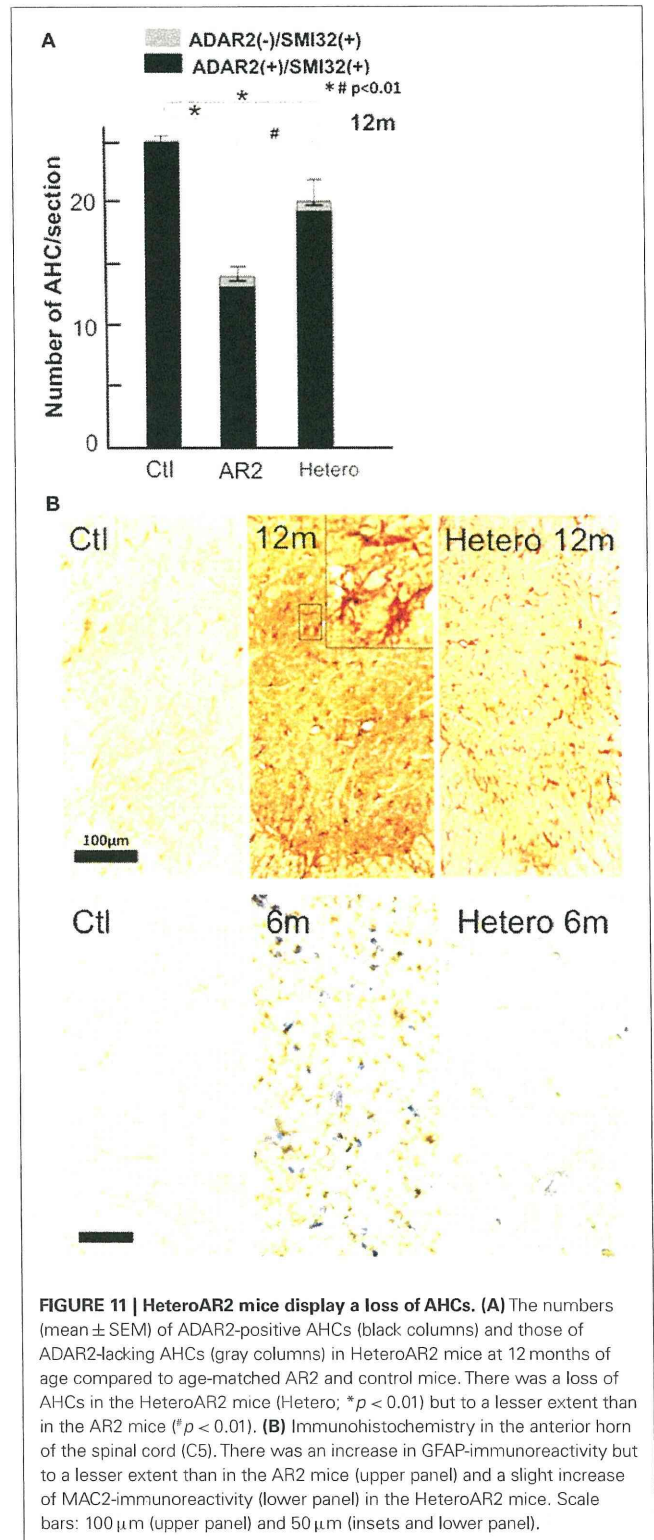 A
ADAR2(-)/SMI32(+)
ADAR2(+)/SMI32(+)
*# p<0.01
*
*
12m
#
Number of AHC/section
20
10
0
Ctl AR2 Hetero
B
Ctl 12m Hetero 12m
100μm
Ctl 6m Hetero 6m
FIGURE 11 | HeteroAR2 mice display a loss of AHCs. (A) The numbers
(mean ± SEM) of ADAR2-positive AHCs (black columns) and those of
ADAR2-lacking AHCs (gray columns) in HeteroAR2 mice at 12 months of
age compared to age-matched AR2 and control mice. There was a loss of
AHCs in the HeteroAR2 mice (Hetero; *p < 0.01) but to a lesser extent than
in the AR2 mice (#p < 0.01). (B) Immunohistochemistry in the anterior horn
of the spinal cord (C5). There was an increase in GFAP-immunoreactivity but
to a lesser extent than in the AR2 mice (upper panel) and a slight increase
of MAC2-immunoreactivity (lower panel) in the HeteroAR2 mice. Scale
bars: 100 μm (upper panel) and 50 μm (insets and lower panel).